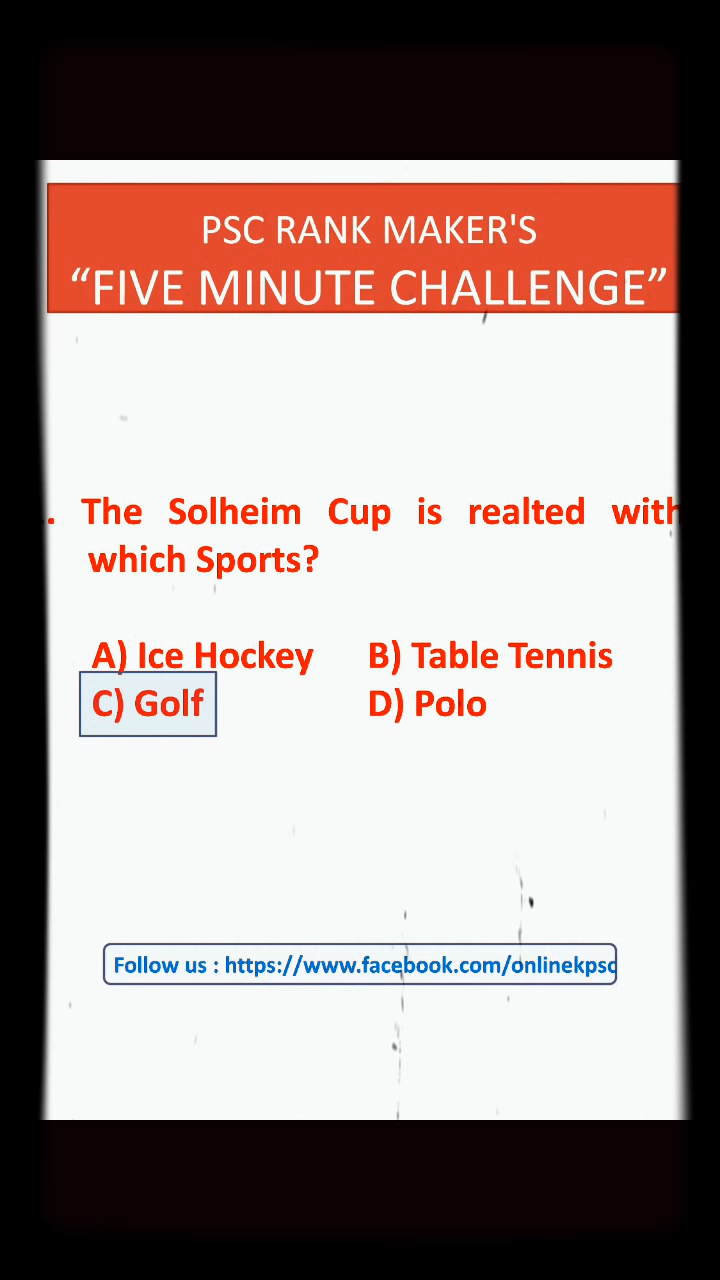 PSC RANK MAKER'S
“FIVE MINUTE CHALLENGE”
. The Solheim Cup is realted with
which Sports?
A) Ice Hockey B) Table Tennis
C) Golf D) Polo
Follow us : https://www.facebook.com/onlinekpsc